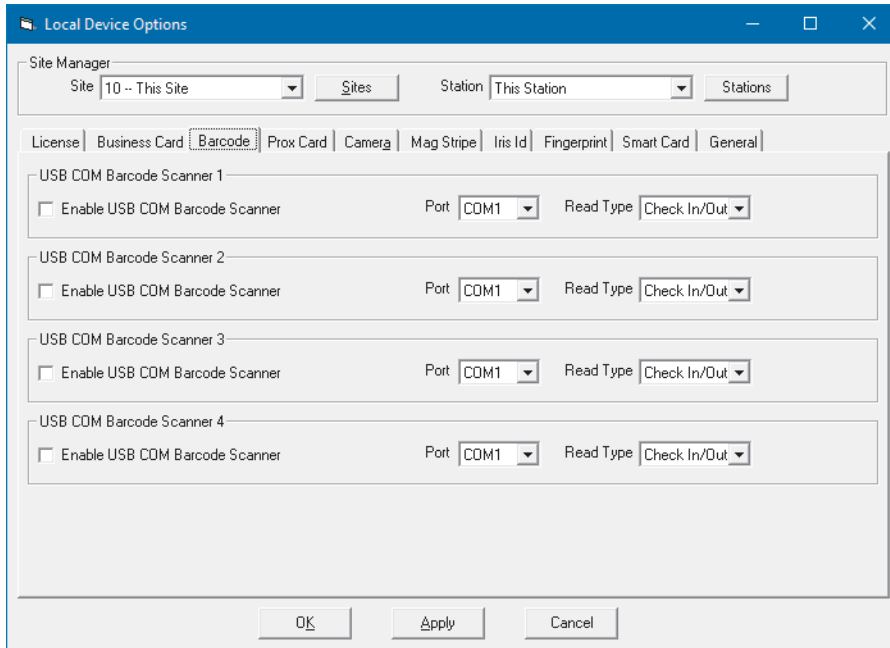 Local Device Options
Site Manager
Site 10 -- This Site Sites Station This Station Stations
License Business Card Barcode Prox Card Camera Mag Stripe Iris Id Fingerprint Smart Card General
USB COM Barcode Scanner 1
Enable USB COM Barcode Scanner Port COM1 Read Type Check In/Out
USB COM Barcode Scanner 2
Enable USB COM Barcode Scanner Port COM1 Read Type Check In/Out
USB COM Barcode Scanner 3
Enable USB COM Barcode Scanner Port COM1 Read Type Check In/Out
USB COM Barcode Scanner 4
Enable USB COM Barcode Scanner Port COM1 Read Type Check In/Out
OK Apply Cancel